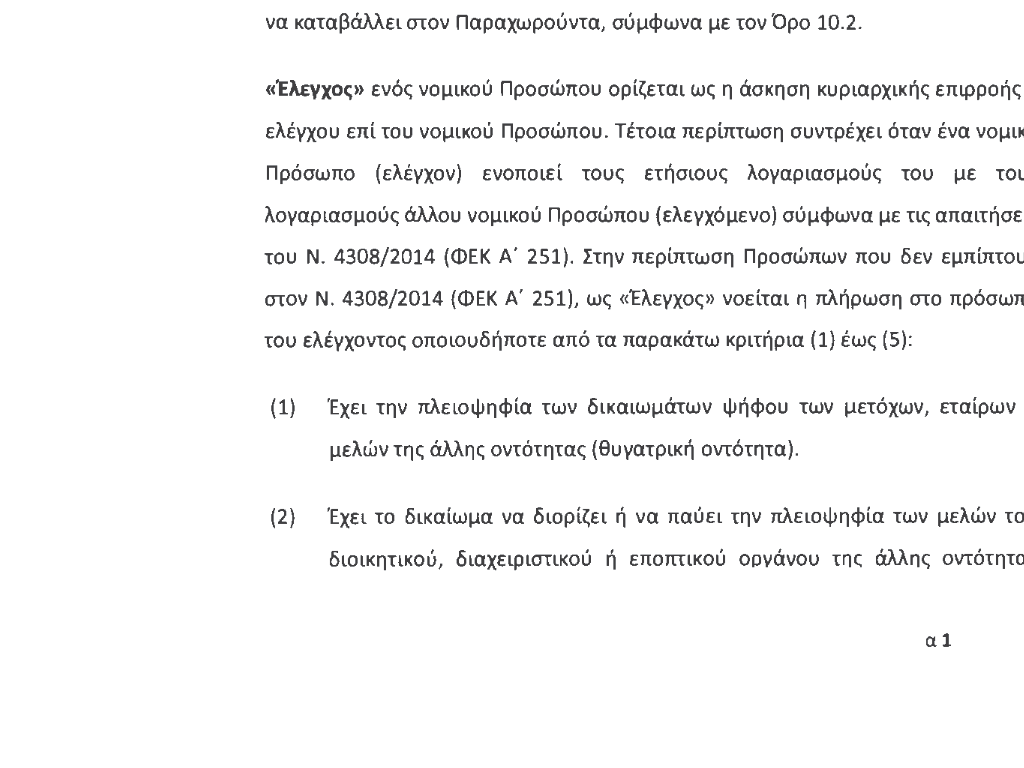 να καταβάλλει στον Παραχωρούντα, σύμφωνα με τον Όρο 10.2.
«Έλεγχος» ενός νομικού Προσώπου ορίζεται ως η άσκηση κυριαρχικής επιρροής
ελέγχου επί του νομικού Προσώπου. Τέτοια περίπτωση συντρέχει όταν ένα νομικ
Πρόσωπο (ελέγχον) ενοποιεί τους ετήσιους λογαριασμούς του με του
λογαριασμούς άλλου νομικού Προσώπου (ελεγχόμενο) σύμφωνα με τις απαιτήσε
του Ν. 4308/2014 (ΦΕΚ Α΄ 251). Στην περίπτωση Προσώπων που δεν εμπίπτου
στον Ν. 4308/2014 (ΦΕΚ Α΄ 251), ως «Έλεγχος» νοείται η πλήρωση στο πρόσωπ
του ελέγχοντος οποιουδήποτε από τα παρακάτω κριτήρια (1) έως (5):
(1) Έχει την πλειοψηφία των δικαιωμάτων ψήφου των μετόχων, εταίρων
μελών της άλλης οντότητας (θυγατρική οντότητα).
(2) Έχει το δικαίωμα να διορίζει ή να παύει την πλειοψηφία των μελών το
διοικητικού, διαχειριστικού ή εποπτικού οργάνου της άλλης οντότητα
α 1